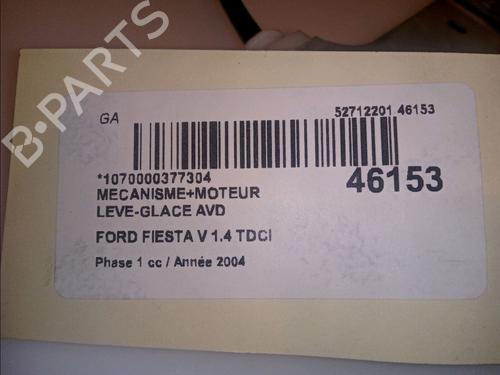 B-PARTS
GA
52712201 46153
*1070000377304
46153
MECANISME+MOTEUR
LEVE-GLACE AVD
FORD FIESTA V 1.4 TDCI
Phase 1 cc / Année 2004